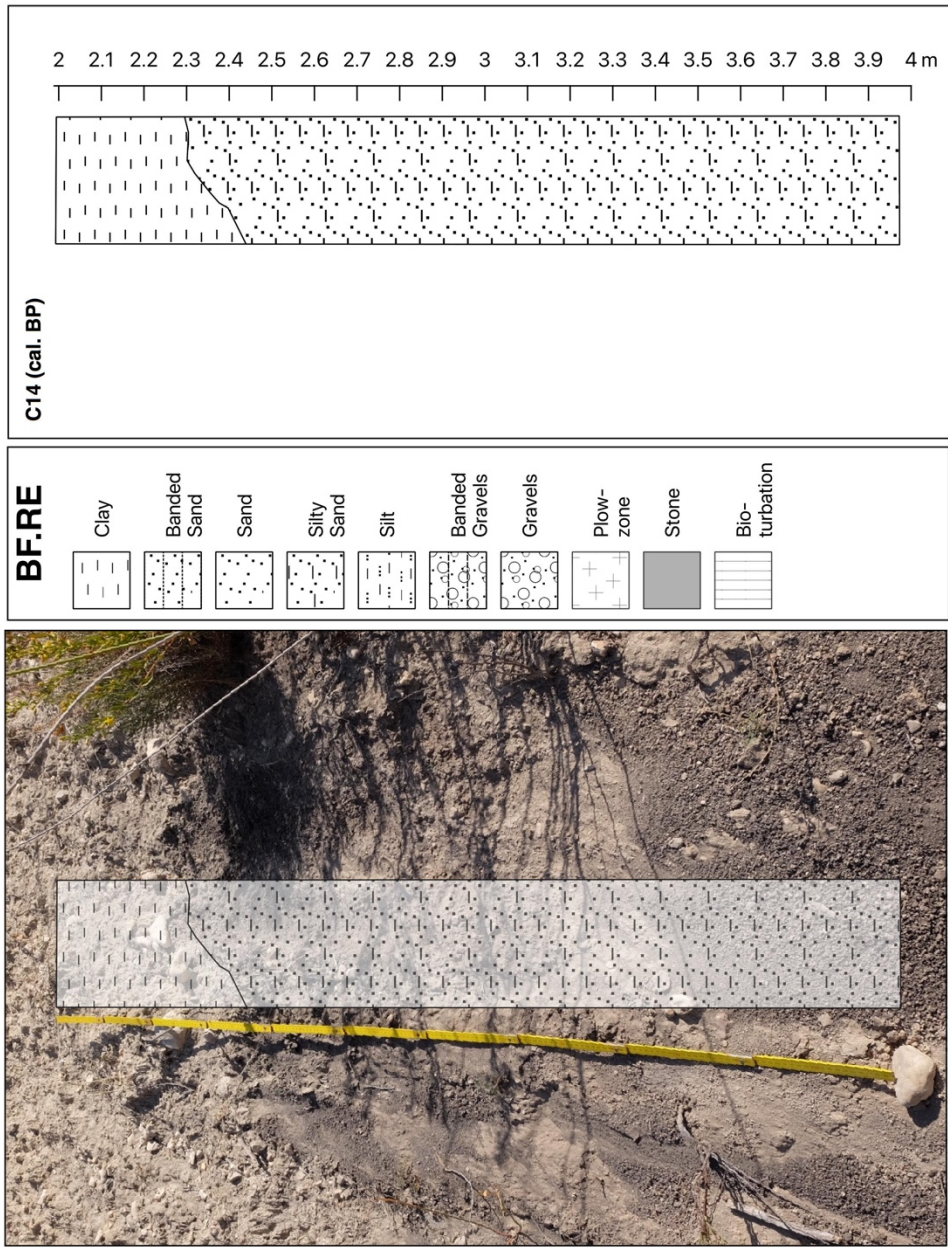 2 2.1 2.2 2.3 2.4 2.5 2.6 2.7 2.8 2.9 3 3.1 3.2 3.3 3.4 3.5 3.6 3.7 3.8 3.9 4 m
C14 (cal. BP)
BF.RE
Clay
Banded
Sand
Sand
Silty
Sand
Silt
Banded
Gravels
Gravels
Plow-
zone
Stone
Bio-
turbation